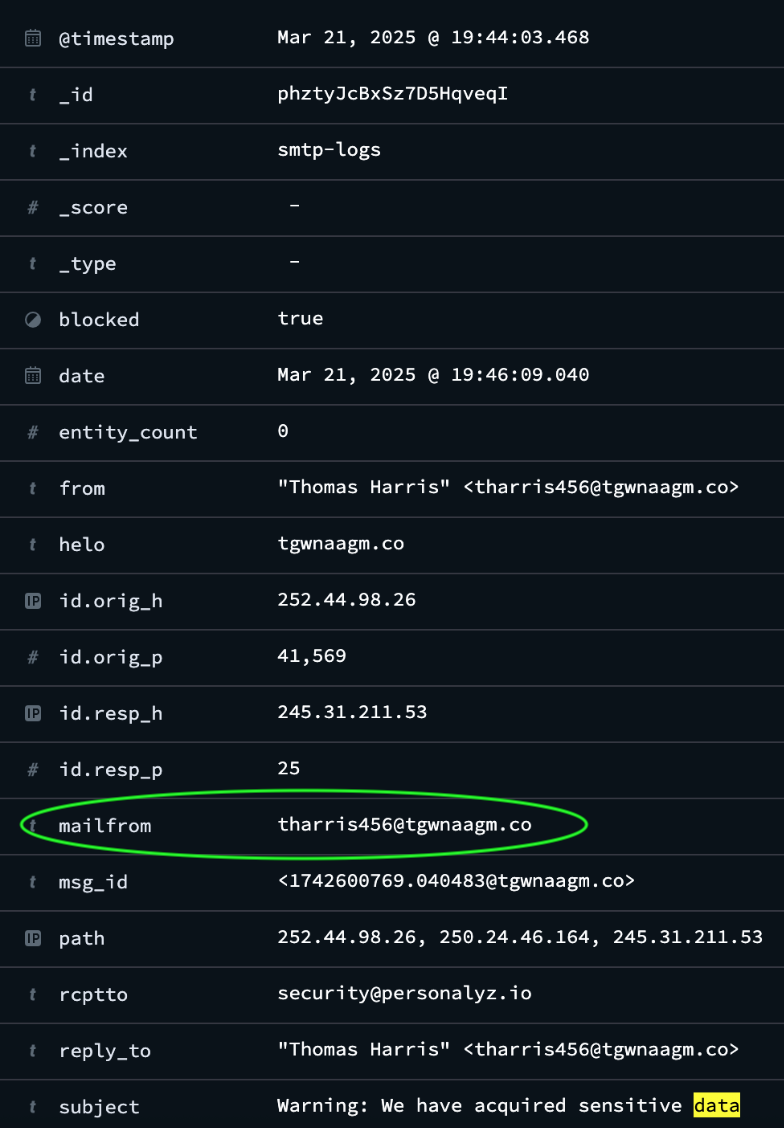 @timestamp Mar 21, 2025 @ 19:44:03.468
t _id phztyJcBxSz7D5HqveqI
t _index smtp-logs
# _score -
t _type -
blocked true
date Mar 21, 2025 @ 19:46:09.040
# entity_count 0
t from "Thomas Harris" <tharris456@tgwnaagm.co>
t helo tgwnaagm.co
IP id.orig_h 252.44.98.26
# id.orig_p 41,569
IP id.resp_h 245.31.211.53
# id.resp_p 25
t mailfrom tharris456@tgwnaagm.co
t msg_id <1742600769.040483@tgwnaagm.co>
IP path 252.44.98.26, 250.24.46.164, 245.31.211.53
t rcptto security@personalyz.io
t reply_to "Thomas Harris" <tharris456@tgwnaagm.co>
t subject Warning: We have acquired sensitive data